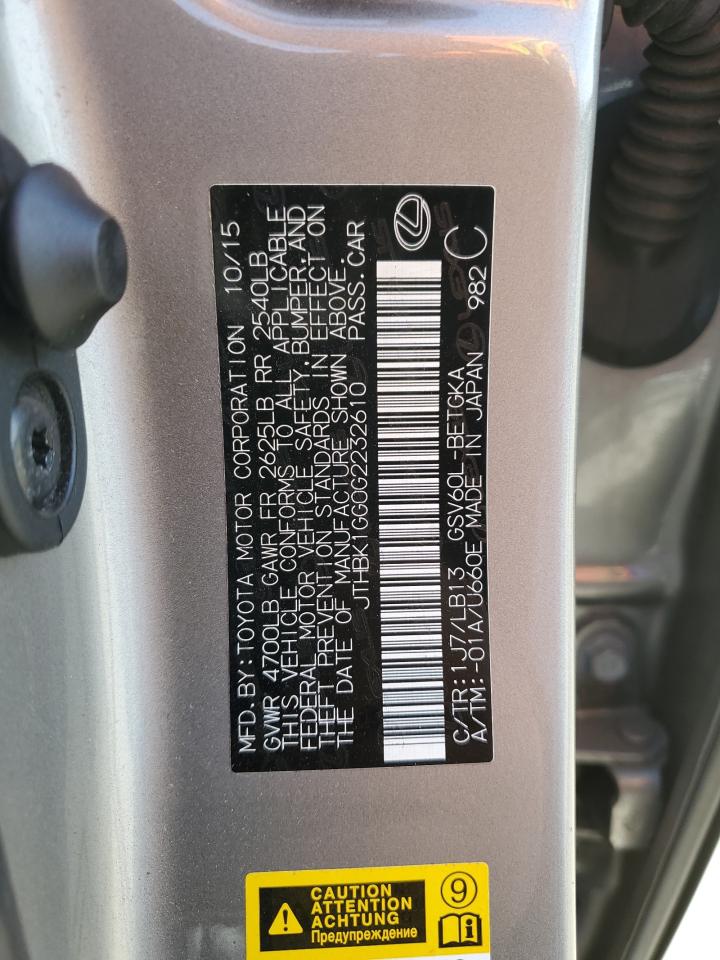 MFD.BY:TOYOTA MOTOR CORPORATION 10/15
GVWR 4700LB GAWR FR 2625LB RR 2540LB
THIS VEHICLE CONFORMS TO ALL APPLICABLE
FEDERAL MOTOR VEHICLE SAFETY, BUMPER, AND
THEFT PREVENTION STANDARDS IN EFFECT ON
THE DATE OF MANUFACTURE SHOWN ABOVE.
JTHBK1GG0G2232610 PASS.CAR
C/TR:1J7/LB13 GSV60L-BETGKA
A/TM:-01A/U660E MADE IN JAPAN 982 C
CAUTION
ATTENTION
ACHTUNG
Предупреждение
9